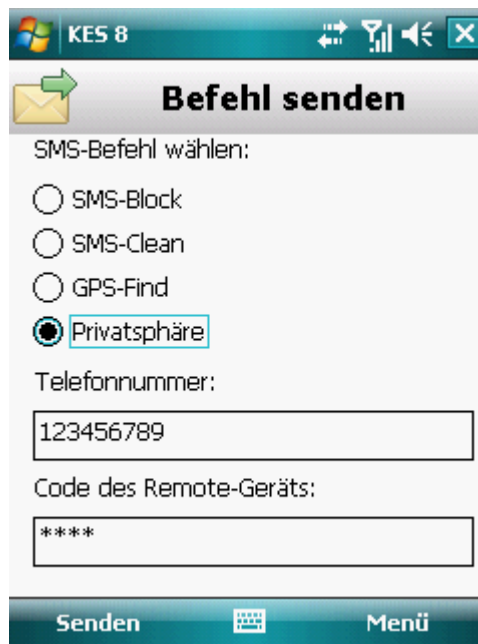 KES 8
Befehl senden
SMS-Befehl wählen:
SMS-Block
SMS-Clean
GPS-Find
Privatsphäre
Telefonnummer:
123456789
Code des Remote-Geräts:
****
Senden Menü